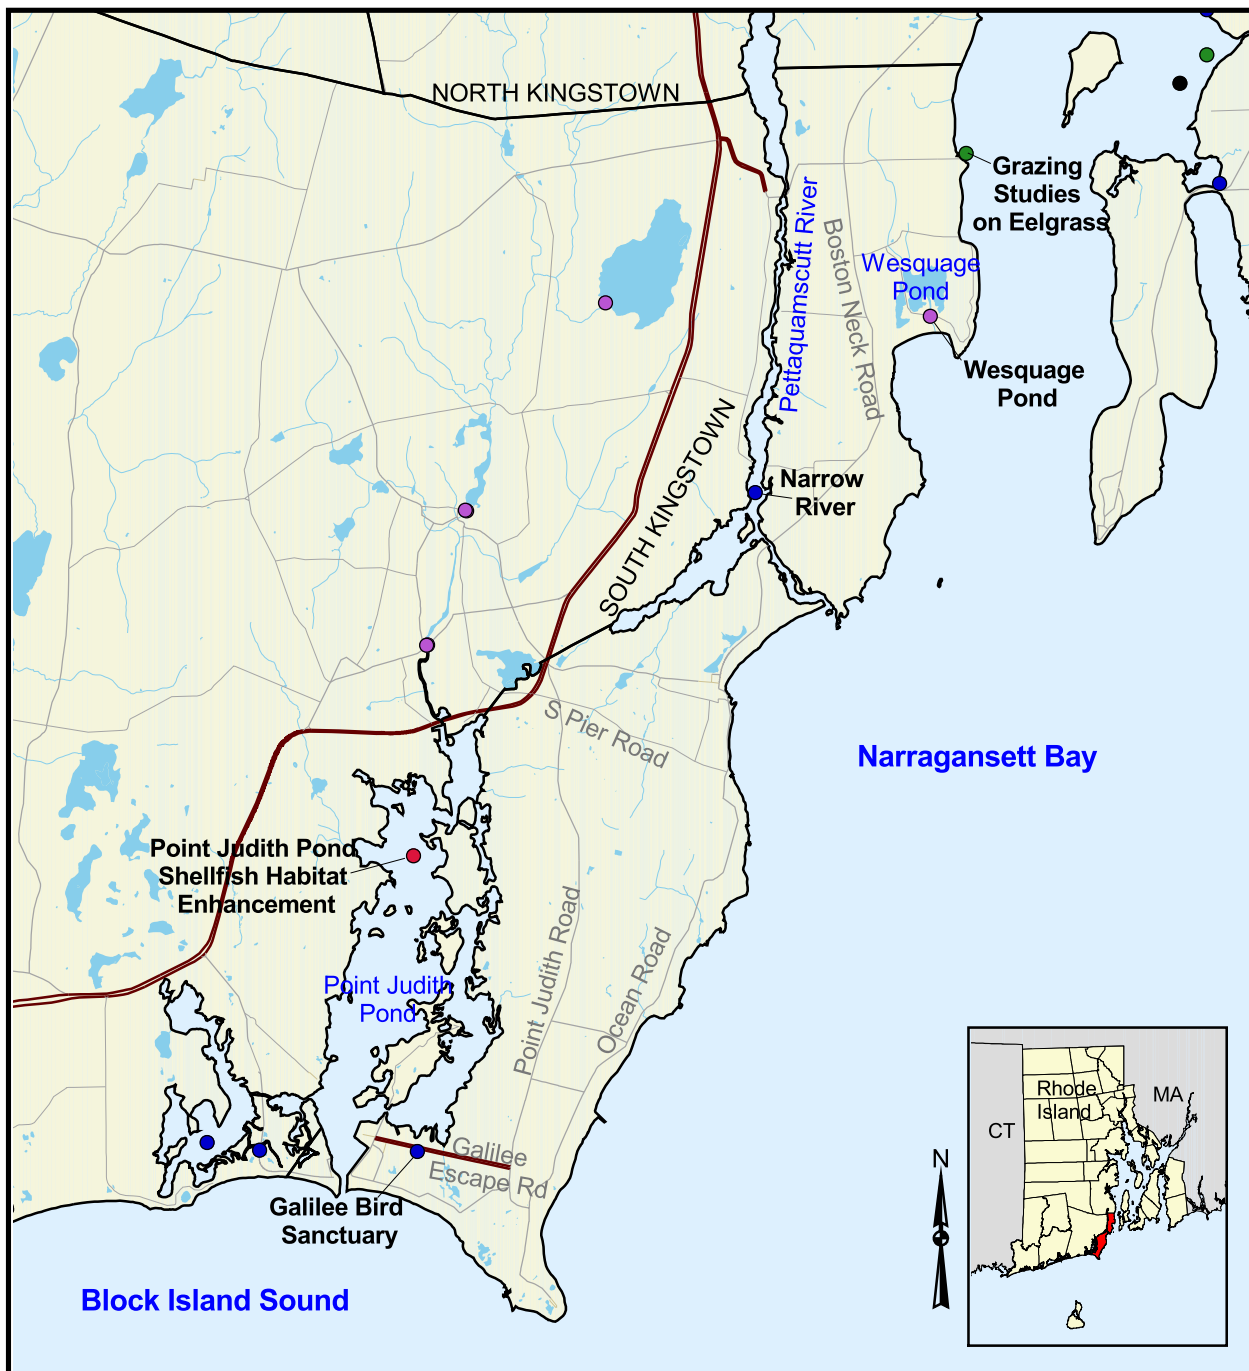 NORTH KINGSTOWN
Grazing
Studies
on Eelgrass
Pettaquamscutt River
Boston Neck Road
Wesquage
Pond
Wesquage
Pond
SOUTH KINGSTOWN
Narrow
River
S Pier Road
Narragansett Bay
Point Judith Pond
Shellfish Habitat
Enhancement
Point Judith
Pond
Point Judith Road
Ocean Road
Galilee
Escape Rd
Galilee Bird
Sanctuary
Block Island Sound
N
Rhode
Island
MA
CT